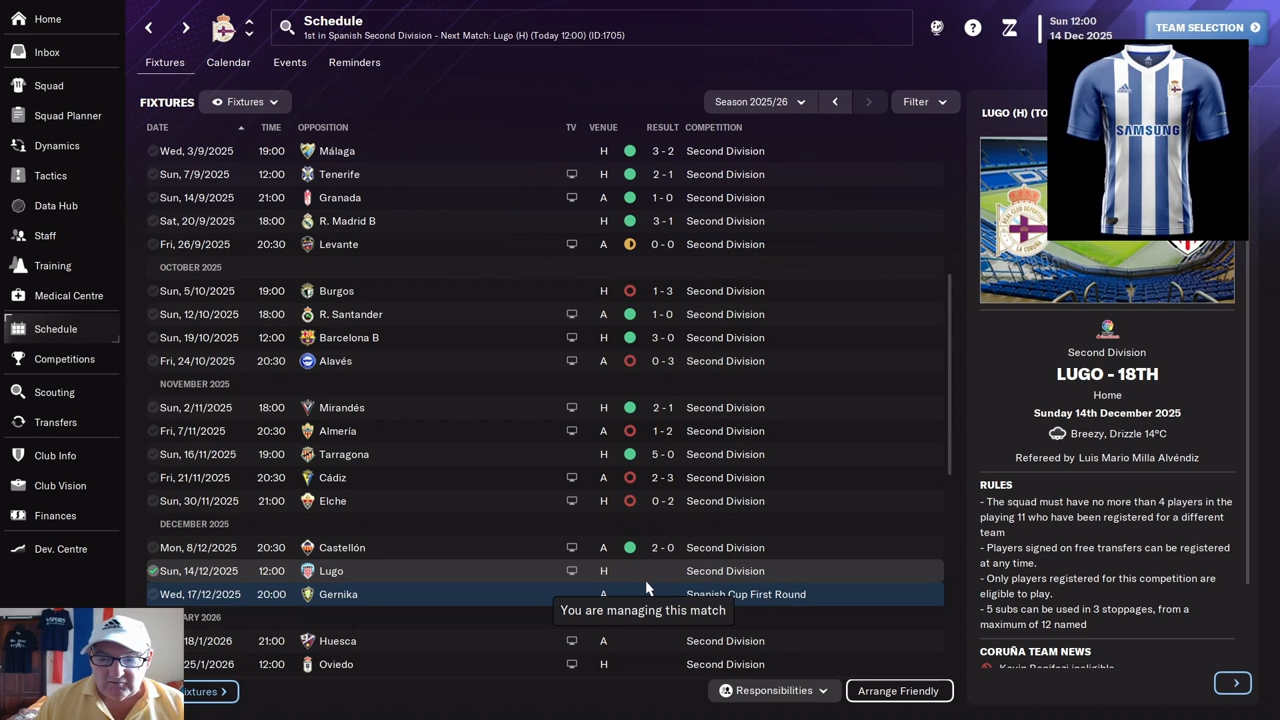 Home
Inbox
Squad
Squad Planner
Dynamics
Tactics
Data Hub
Staff
Training
Medical Centre
Schedule
Competitions
Scouting
Transfers
Club Info
Club Vision
Finances
Dev. Centre
Schedule
1st in Spanish Second Division - Next Match: Lugo (H) (Today 12:00) (ID:1705)
Sun 12:00
14 Dec 2025
TEAM SELECTION
Fixtures Calendar Events Reminders
FIXTURES Fixtures Season 2025/26 Filter
DATE TIME OPPOSITION TV VENUE RESULT COMPETITION
Wed, 3/9/2025 19:00 Málaga H 3 - 2 Second Division
Sun, 7/9/2025 12:00 Tenerife H 2 - 1 Second Division
Sun, 14/9/2025 21:00 Granada A 1 - 0 Second Division
Sat, 20/9/2025 18:00 R. Madrid B H 3 - 1 Second Division
Fri, 26/9/2025 20:30 Levante A 0 - 0 Second Division
OCTOBER 2025
Sun, 5/10/2025 19:00 Burgos H 1 - 3 Second Division
Sun, 12/10/2025 18:00 R. Santander A 1 - 0 Second Division
Sun, 19/10/2025 12:00 Barcelona B H 3 - 0 Second Division
Fri, 24/10/2025 20:30 Alavés A 0 - 3 Second Division
NOVEMBER 2025
Sun, 2/11/2025 18:00 Mirandés H 2 - 1 Second Division
Fri, 7/11/2025 20:30 Almería A 1 - 2 Second Division
Sun, 16/11/2025 19:00 Tarragona H 5 - 0 Second Division
Fri, 21/11/2025 20:30 Cádiz A 2 - 3 Second Division
Sun, 30/11/2025 21:00 Elche H 0 - 2 Second Division
DECEMBER 2025
Mon, 8/12/2025 20:30 Castellón A 2 - 0 Second Division
Sun, 14/12/2025 12:00 Lugo H Second Division
Wed, 17/12/2025 20:00 Gernika A Spanish Cup First Round
You are managing this match
UARY 2026
18/1/2026 21:00 Huesca A Second Division
25/1/2026 12:00 Oviedo H Second Division
ixtures
Responsibilities
Arrange Friendly
LUGO (H) (TO
SAMSUNG
Second Division
LUGO - 18TH
Home
Sunday 14th December 2025
Breezy, Drizzle 14°C
Refereed by Luis Mario Milla Alvéndiz
RULES
- The squad must have no more than 4 players in the
playing 11 who have been registered for a different
team
- Players signed on free transfers can be registered
at any time.
- Only players registered for this competition are
eligible to play.
- 5 subs can be used in 3 stoppages, from a
maximum of 12 named
CORUÑA TEAM NEWS
Kevin Bonifazi ineligible